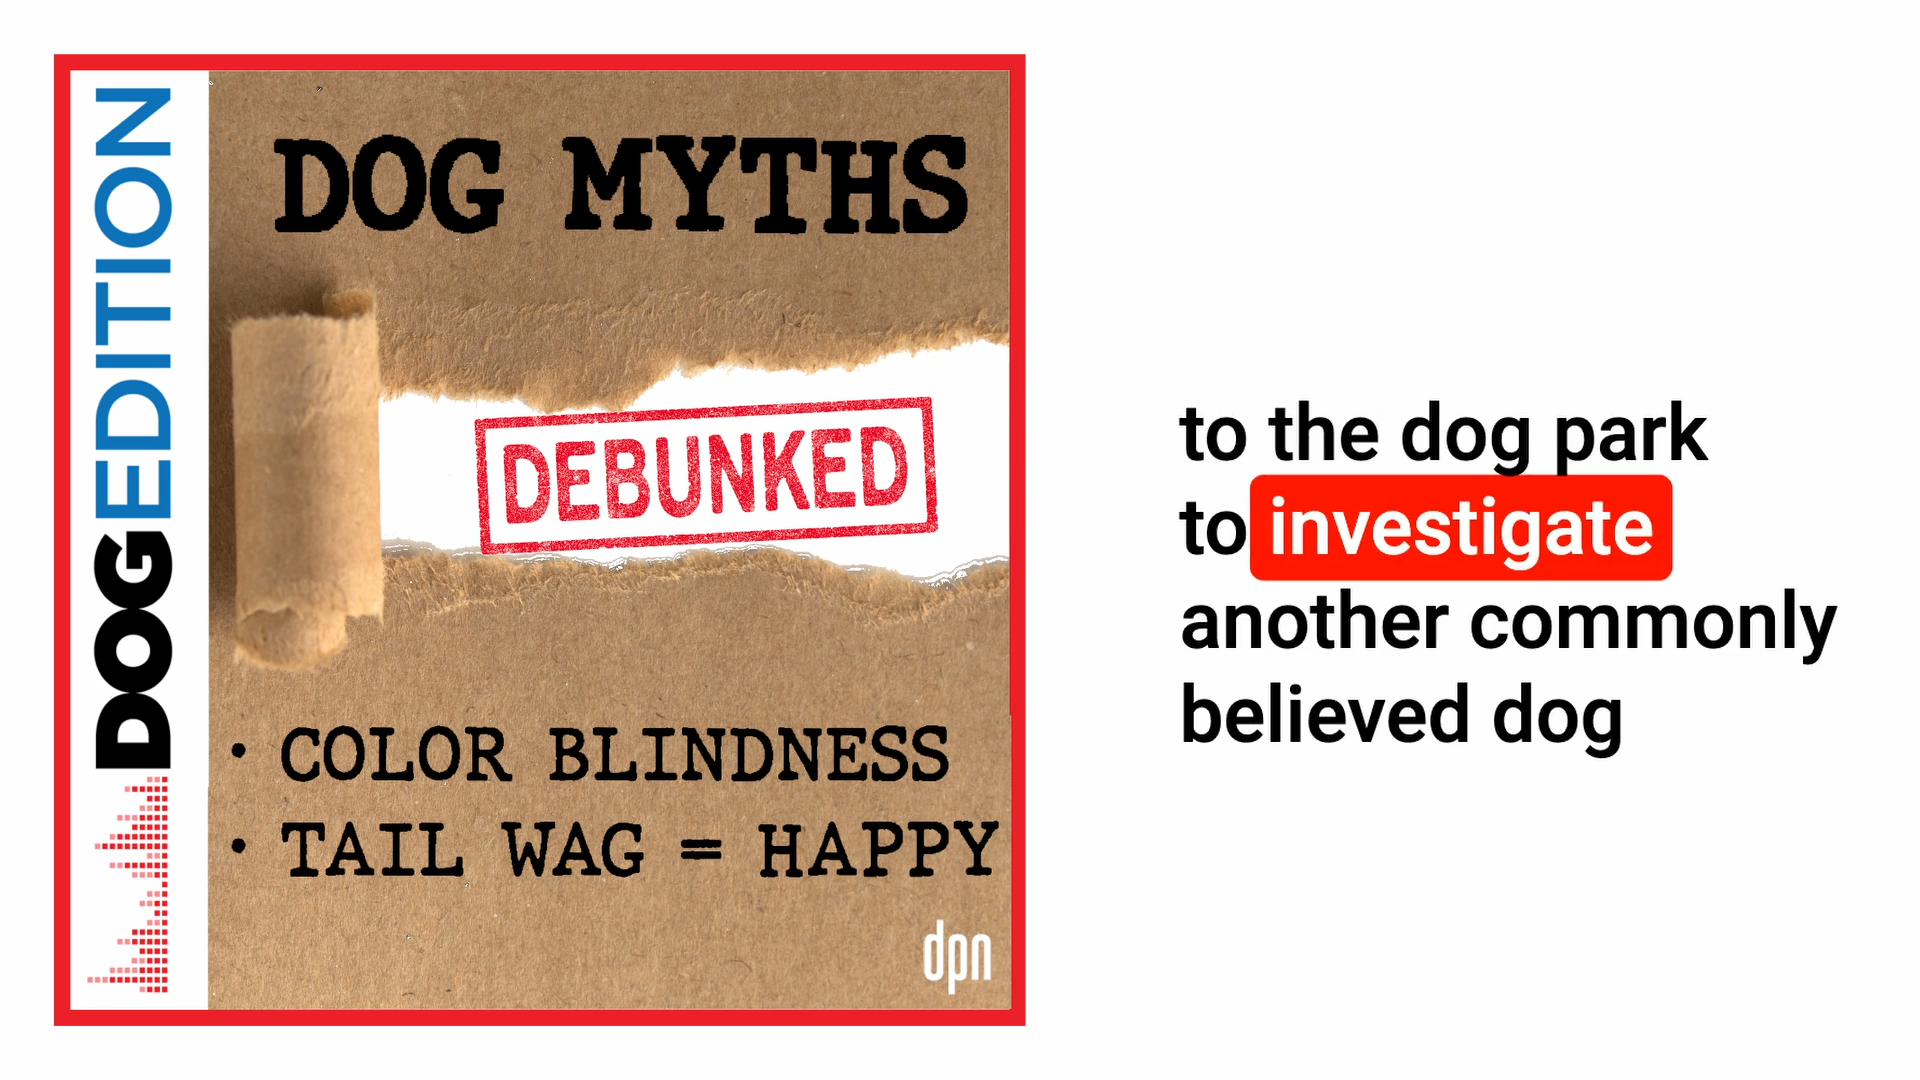 DOGEDITION
DOG MYTHS
DEBUNKED
• COLOR BLINDNESS
• TAIL WAG = HAPPY
dpn
to the dog park
to investigate
another commonly
believed dog